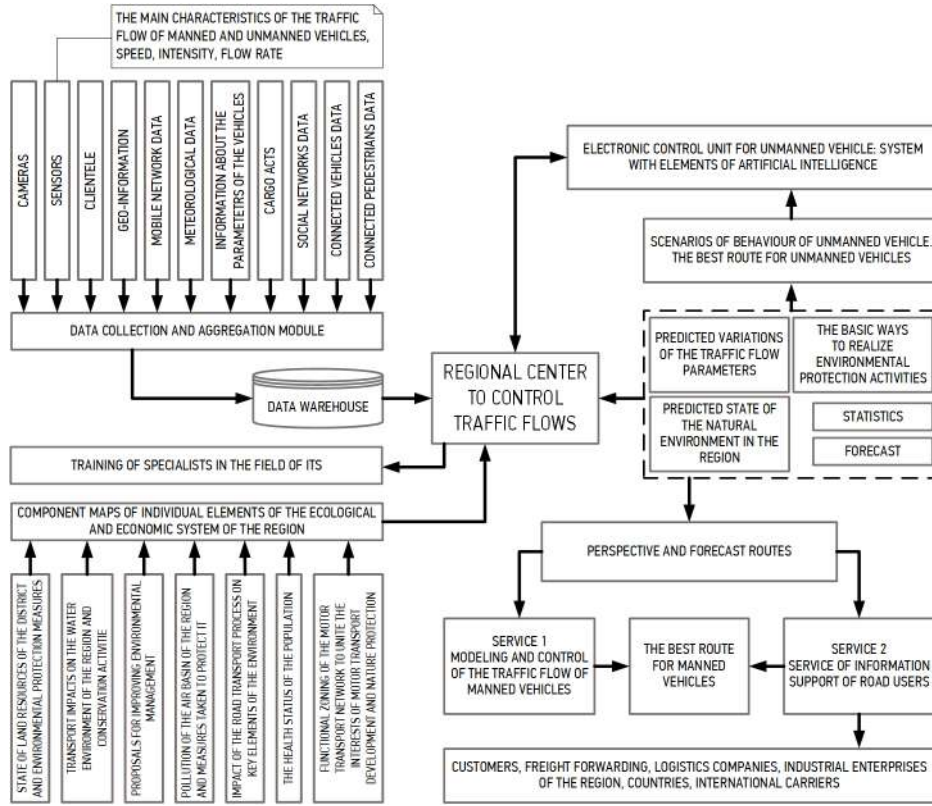 THE MAIN CHARACTERISTICS OF THE TRAFFIC
FLOW OF MANNED AND UNMANNED VEHICLES,
SPEED, INTENSITY, FLOW RATE
CAMERAS
SENSORS
CLIENTELE
GEO-INFORMATION
MOBILE NETWORK DATA
METEOROLOGICAL DATA
INFORMATION ABOUT THE
PARAMETETRS OF THE VEHICLES
CARGO ACTS
SOCIAL NETWORKS DATA
CONNECTED VEHICLES DATA
CONNECTED PEDESTRIANS DATA
DATA COLLECTION AND AGGREGATION MODULE
DATA WAREHOUSE
REGIONAL CENTER
TO CONTROL
TRAFFIC FLOWS
TRAINING OF SPECIALISTS IN THE FIELD OF ITS
COMPONENT MAPS OF INDIVIDUAL ELEMENTS OF THE ECOLOGICAL
AND ECONOMIC SYSTEM OF THE REGION
STATE OF LAND RESOURCES OF THE DISTRICT
AND ENVIRONMENTAL PROTECTION MEASURES
TRANSPORT IMPACTS ON THE WATER
ENVIRONMENT OF THE REGION AND
CONSERVATION ACTIVITIE
PROPOSALS FOR IMPROVING ENVIRONMENTAL
MANAGEMENT
POLLUTION OF THE AIR BASIN OF THE REGION
AND MEASURES TAKEN TO PROTECT IT
IMPACT OF THE ROAD TRANSPORT PROCESS ON
KEY ELEMENTS OF THE ENVIRONMENT
THE HEALTH STATUS OF THE POPULATION
FUNCTIONAL ZONING OF THE MOTOR
TRANSPORT NETWORK TO UNITE THE
INTERESTS OF MOTOR TRANSPORT
DEVELOPMENT AND NATURE PROTECTION
ELECTRONIC CONTROL UNIT FOR UNMANNED VEHICLE: SYSTEM
WITH ELEMENTS OF ARTIFICIAL INTELLIGENCE
SCENARIOS OF BEHAVIOUR OF UNMANNED VEHICLE.
THE BEST ROUTE FOR UNMANNED VEHICLES
PREDICTED VARIATIONS
OF THE TRAFFIC FLOW
PARAMETERS
THE BASIC WAYS
TO REALIZE
ENVIRONMENTAL
PROTECTION ACTIVITIES
PREDICTED STATE OF
THE NATURAL
ENVIRONMENT IN THE
REGION
STATISTICS
FORECAST
PERSPECTIVE AND FORECAST ROUTES
SERVICE 1
MODELING AND CONTROL
OF THE TRAFFIC FLOW OF
MANNED VEHICLES
THE BEST ROUTE
FOR MANNED
VEHICLES
SERVICE 2
SERVICE OF INFORMATION
SUPPORT OF ROAD USERS
CUSTOMERS, FREIGHT FORWARDING, LOGISTICS COMPANIES, INDUSTRIAL ENTERPRISES
OF THE REGION, COUNTRIES, INTERNATIONAL CARRIERS